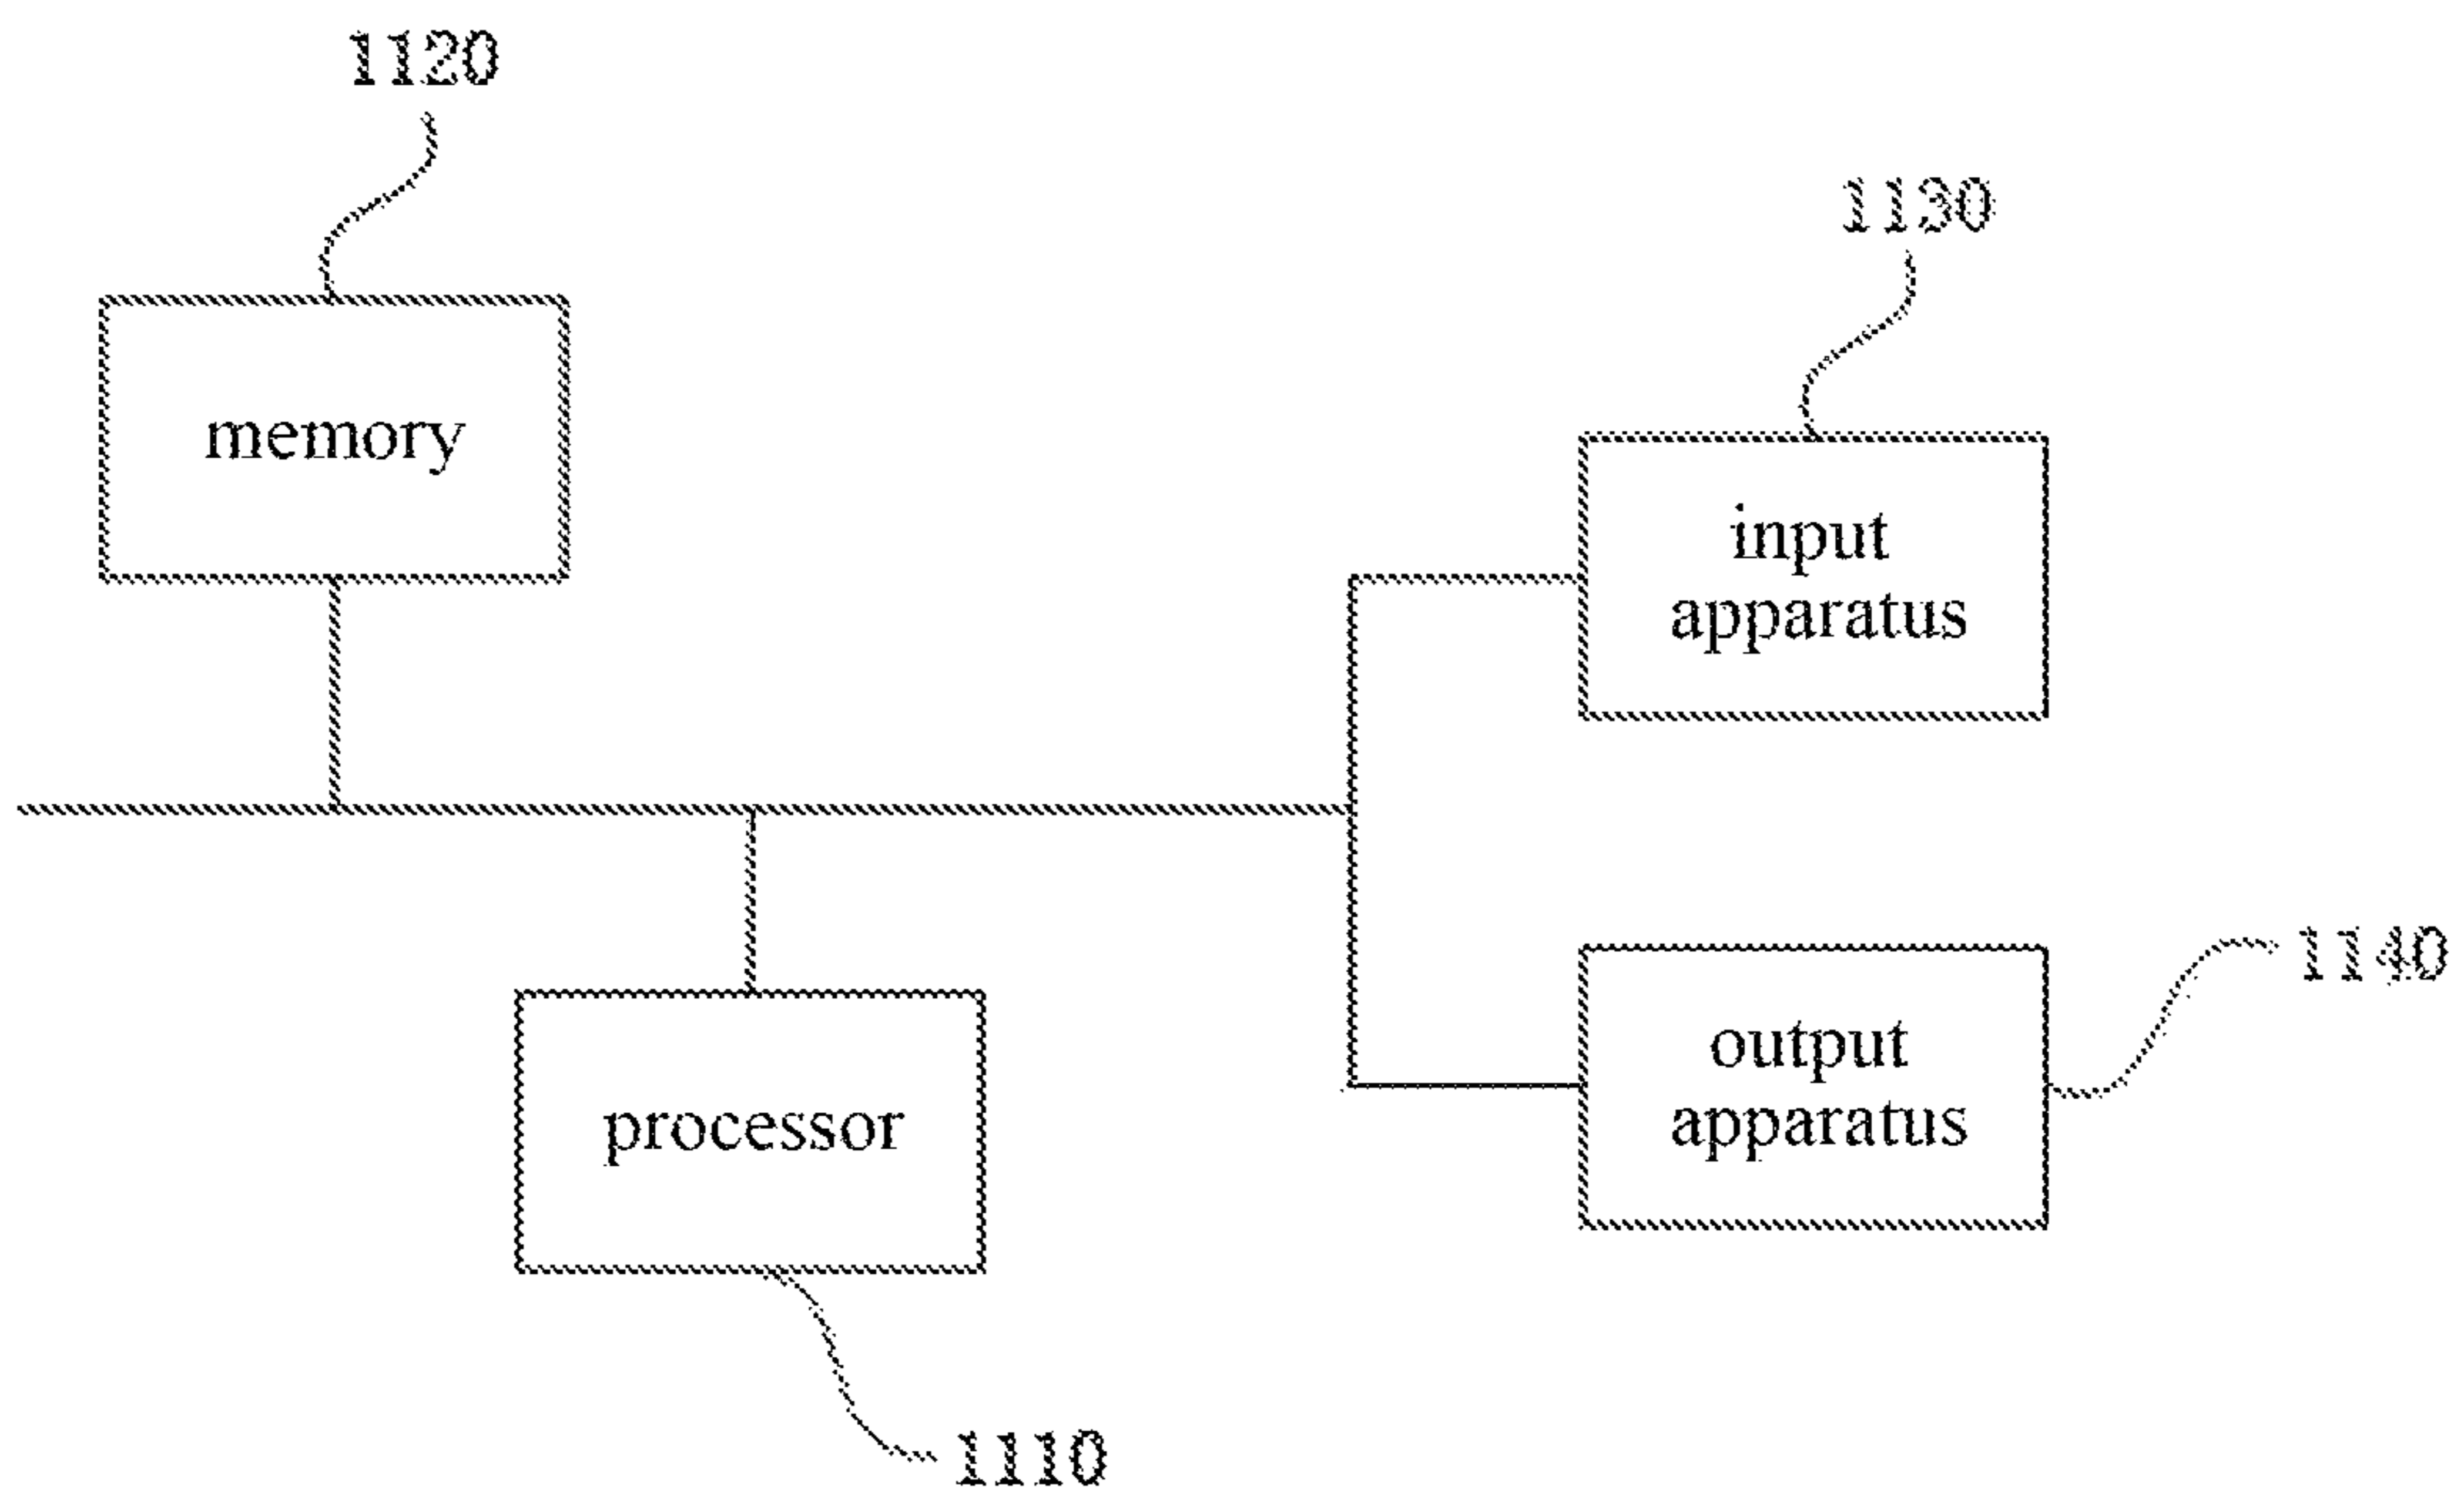 1120
1130
memory
input
apparatus
1140
output
apparatus
processor
1110